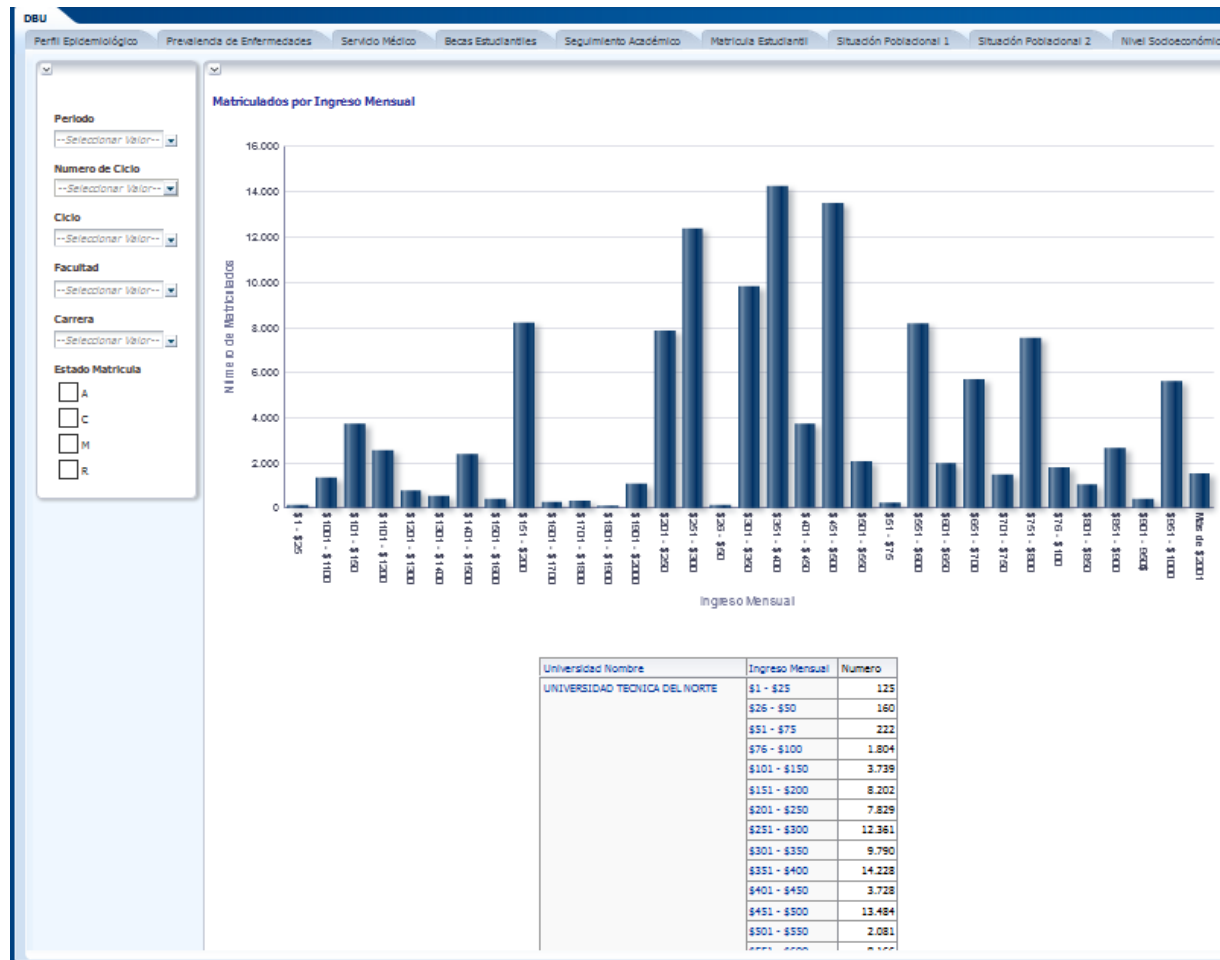 DBU
Perfil Epidemiológico Prevalencia de Enfermedades Servicio Médico Becas Estudiantiles Seguimiento Académico Matricula Estudiantil Situación Poblacional 1 Situación Poblacional 2 Nivel Socioeconómic
Periodo
--Seleccionar Valor--
Numero de Ciclo
--Seleccionar Valor--
Ciclo
--Seleccionar Valor--
Facultad
--Seleccionar Valor--
Carrera
--Seleccionar Valor--
Estado Matricula
A
C
M
R
Matriculados por Ingreso Mensual
Número de Matriculados
16.000
14.000
12.000
10.000
8.000
6.000
4.000
2.000
0
$1 - $25
$1001 - $1100
$101 - $150
$1101 - $1200
$1201 - $1300
$1301 - $1400
$1401 - $1500
$1501 - $1600
$151 - $200
$1601 - $1700
$1701 - $1800
$1801 - $1900
$1901 - $2000
$201 - $250
$251 - $300
$26 - $50
$301 - $350
$351 - $400
$401 - $450
$451 - $500
$501 - $550
$51 - $75
$551 - $600
$601 - $650
$651 - $700
$701 - $750
$751 - $800
$76 - $100
$801 - $850
$851 - $900
$901 - 950$
$951 - $1000
Mas de $2001
Ingreso Mensual
Universidad Nombre Ingreso Mensual Numero
UNIVERSIDAD TECNICA DEL NORTE $1 - $25 125
$26 - $50 160
$51 - $75 222
$76 - $100 1.804
$101 - $150 3.739
$151 - $200 8.202
$201 - $250 7.829
$251 - $300 12.361
$301 - $350 9.790
$351 - $400 14.228
$401 - $450 3.728
$451 - $500 13.484
$501 - $550 2.081